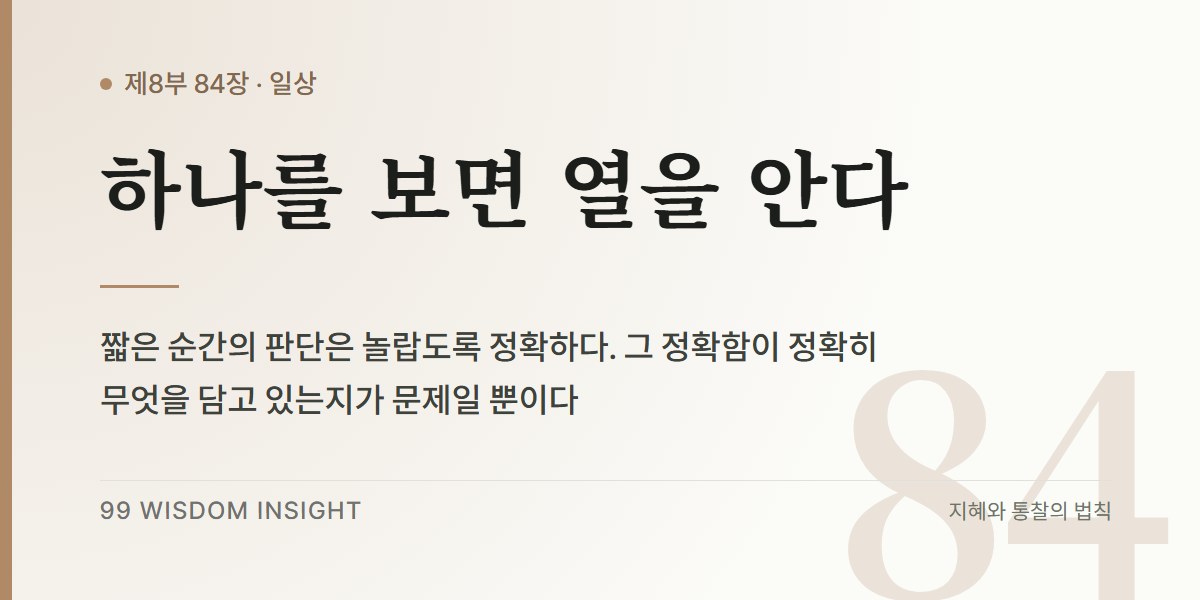 제8부 84장 · 일상
하나를 보면 열을 안다
짧은 순간의 판단은 놀랍도록 정확하다. 그 정확함이 정확히
무엇을 담고 있는지가 문제일 뿐이다
84
99 WISDOM INSIGHT
지혜와 통찰의 법칙